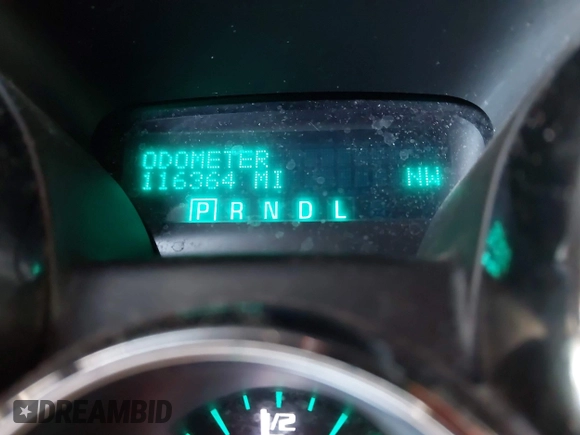 ODOMETER
116364 MI NW
P R N D L
1/2
DREAMBID